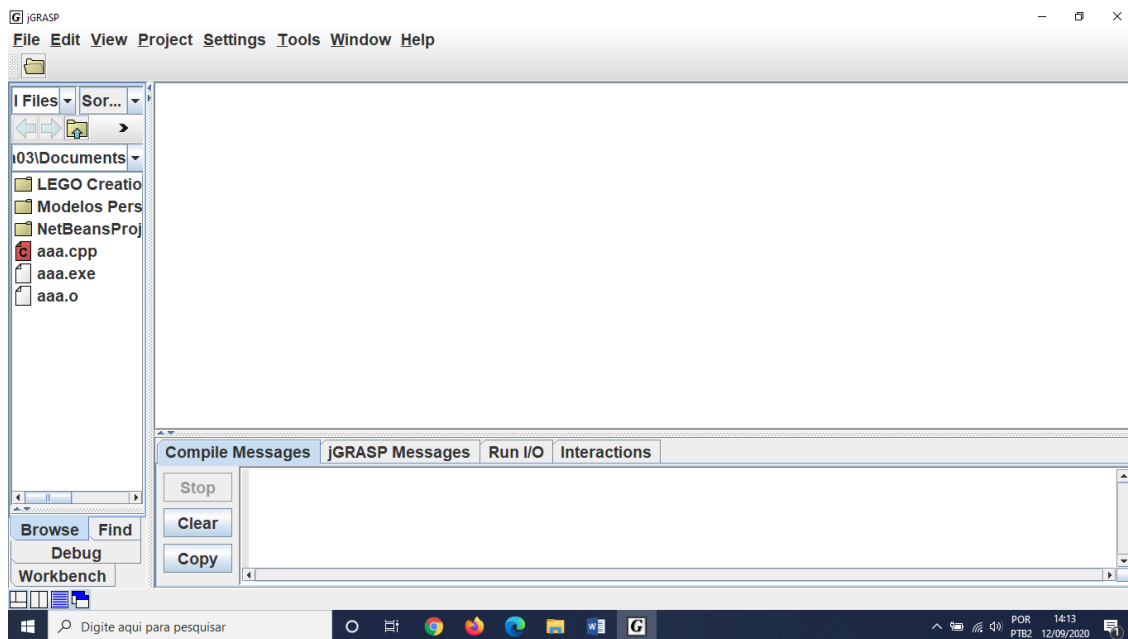 G jGRASP
File Edit View Project Settings Tools Window Help
l Files Sor...
03\Documents
LEGO Creatio
Modelos Pers
NetBeansProj
C aaa.cpp
aaa.exe
aaa.o
Browse Find
Debug
Workbench
Compile Messages jGRASP Messages Run I/O Interactions
Stop
Clear
Copy
Digite aqui para pesquisar
W G
POR 14:13
PTB2 12/09/2020 1